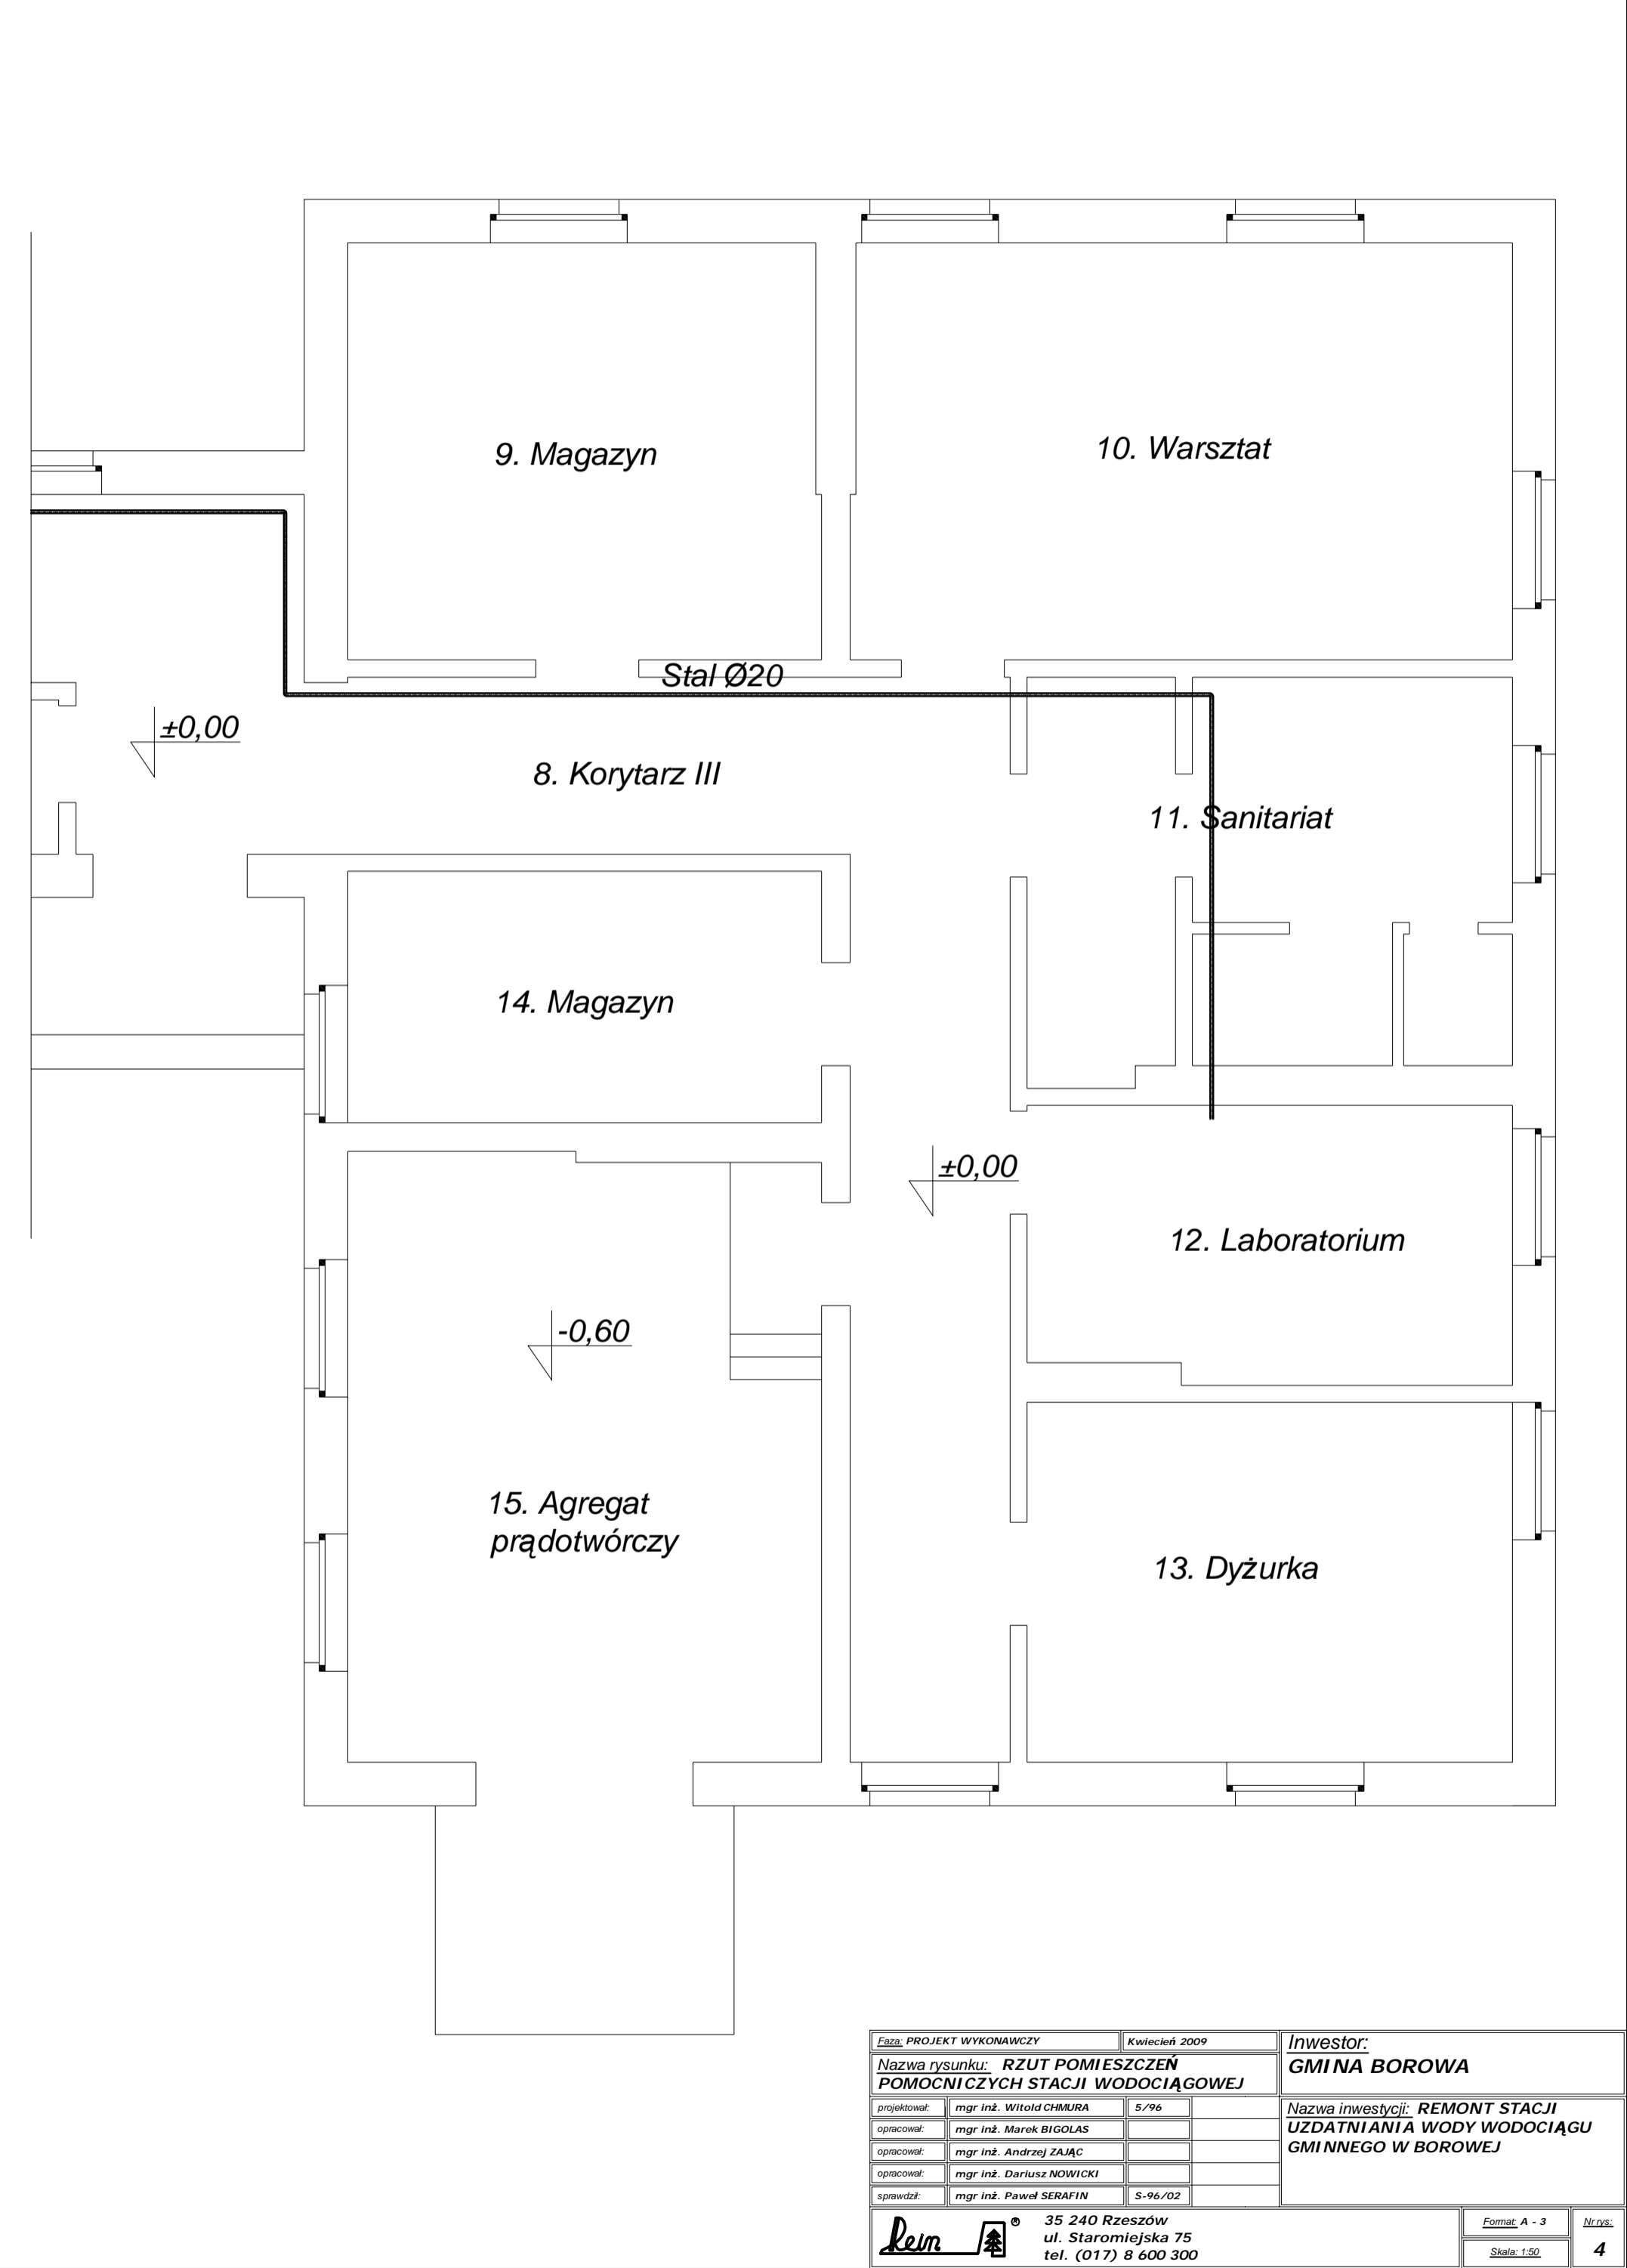 9. Magazyn
10. Warsztat
Stal Ø20
±0,00
8. Korytarz III
11. Sanitariat
14. Magazyn
±0,00
12. Laboratorium
-0,60
15. Agregat
prądotwórczy
13. Dyżurka
Faza: PROJEKT WYKONAWCZY
Kwiecień 2009
Nazwa rysunku: RZUT POMIESZCZEŃ
POMOCNICZYCH STACJI WODOCIĄGOWEJ
Inwestor:
GMINA BOROWA
projektował: mgr inż. Witold CHMURA 5/96
opracował: mgr inż. Marek BIGOLAS
opracował: mgr inż. Andrzej ZAJĄC
opracował: mgr inż. Dariusz NOWICKI
sprawdził: mgr inż. Paweł SERAFIN S-96/02
Nazwa inwestycji: REMONT STACJI
UZDATNIANIA WODY WODOCIĄGU
GMINNEGO W BOROWEJ
Rem ®
35 240 Rzeszów
ul. Staromiejska 75
tel. (017) 8 600 300
Format: A - 3
Skala: 1:50
Nr rys:
4